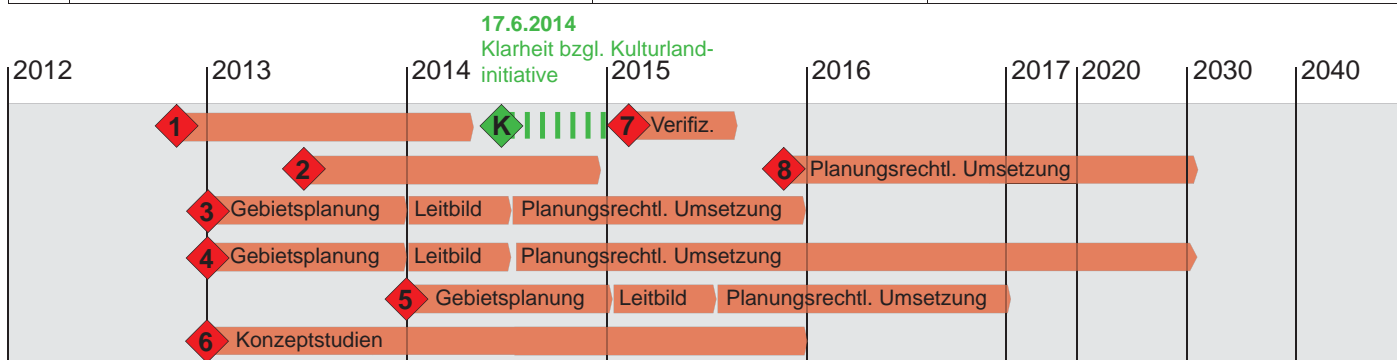 17.6.2014
Klarheit bzgl. Kulturland-
initiative
2012 2013 2014 2015 2016 2017 2020 2030 2040
1 K 7 Verifiz.
2 8 Planungsrechtl. Umsetzung
3 Gebietsplanung Leitbild Planungsrechtl. Umsetzung
4 Gebietsplanung Leitbild Planungsrechtl. Umsetzung
5 Gebietsplanung Leitbild Planungsrechtl. Umsetzung
6 Konzeptstudien